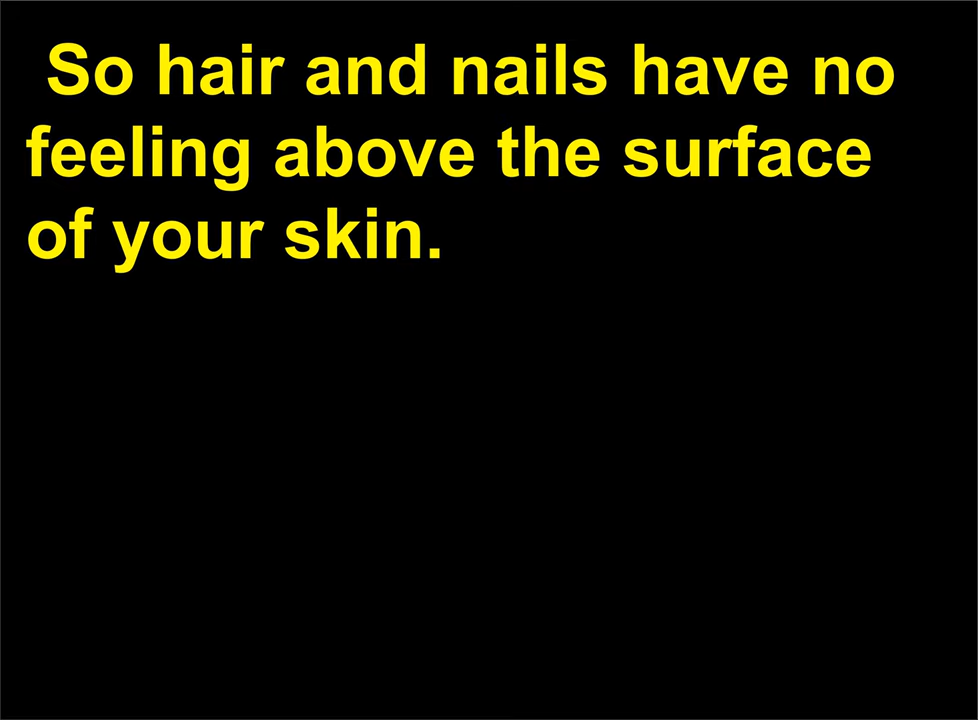 So hair and nails have no
feeling above the surface
of your skin.